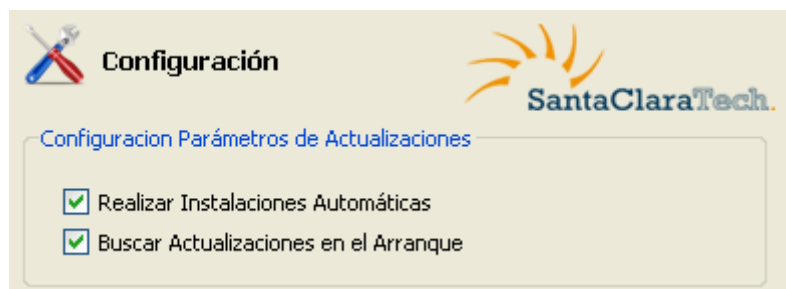 Configuración
SantaClaraTech.
Configuracion Parámetros de Actualizaciones
Realizar Instalaciones Automáticas
Buscar Actualizaciones en el Arranque